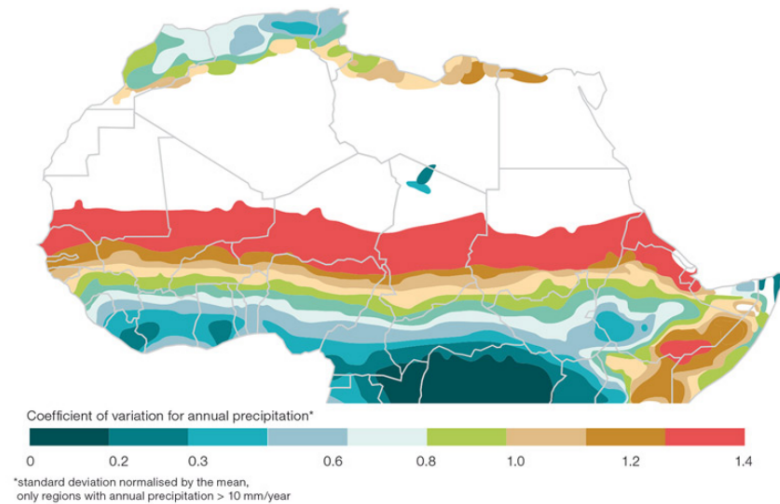 Coefficient of variation for annual precipitation*
0 0.2 0.3 0.6 0.8 1.0 1.2 1.4
*standard deviation normalised by the mean,
only regions with annual precipitation > 10 mm/year